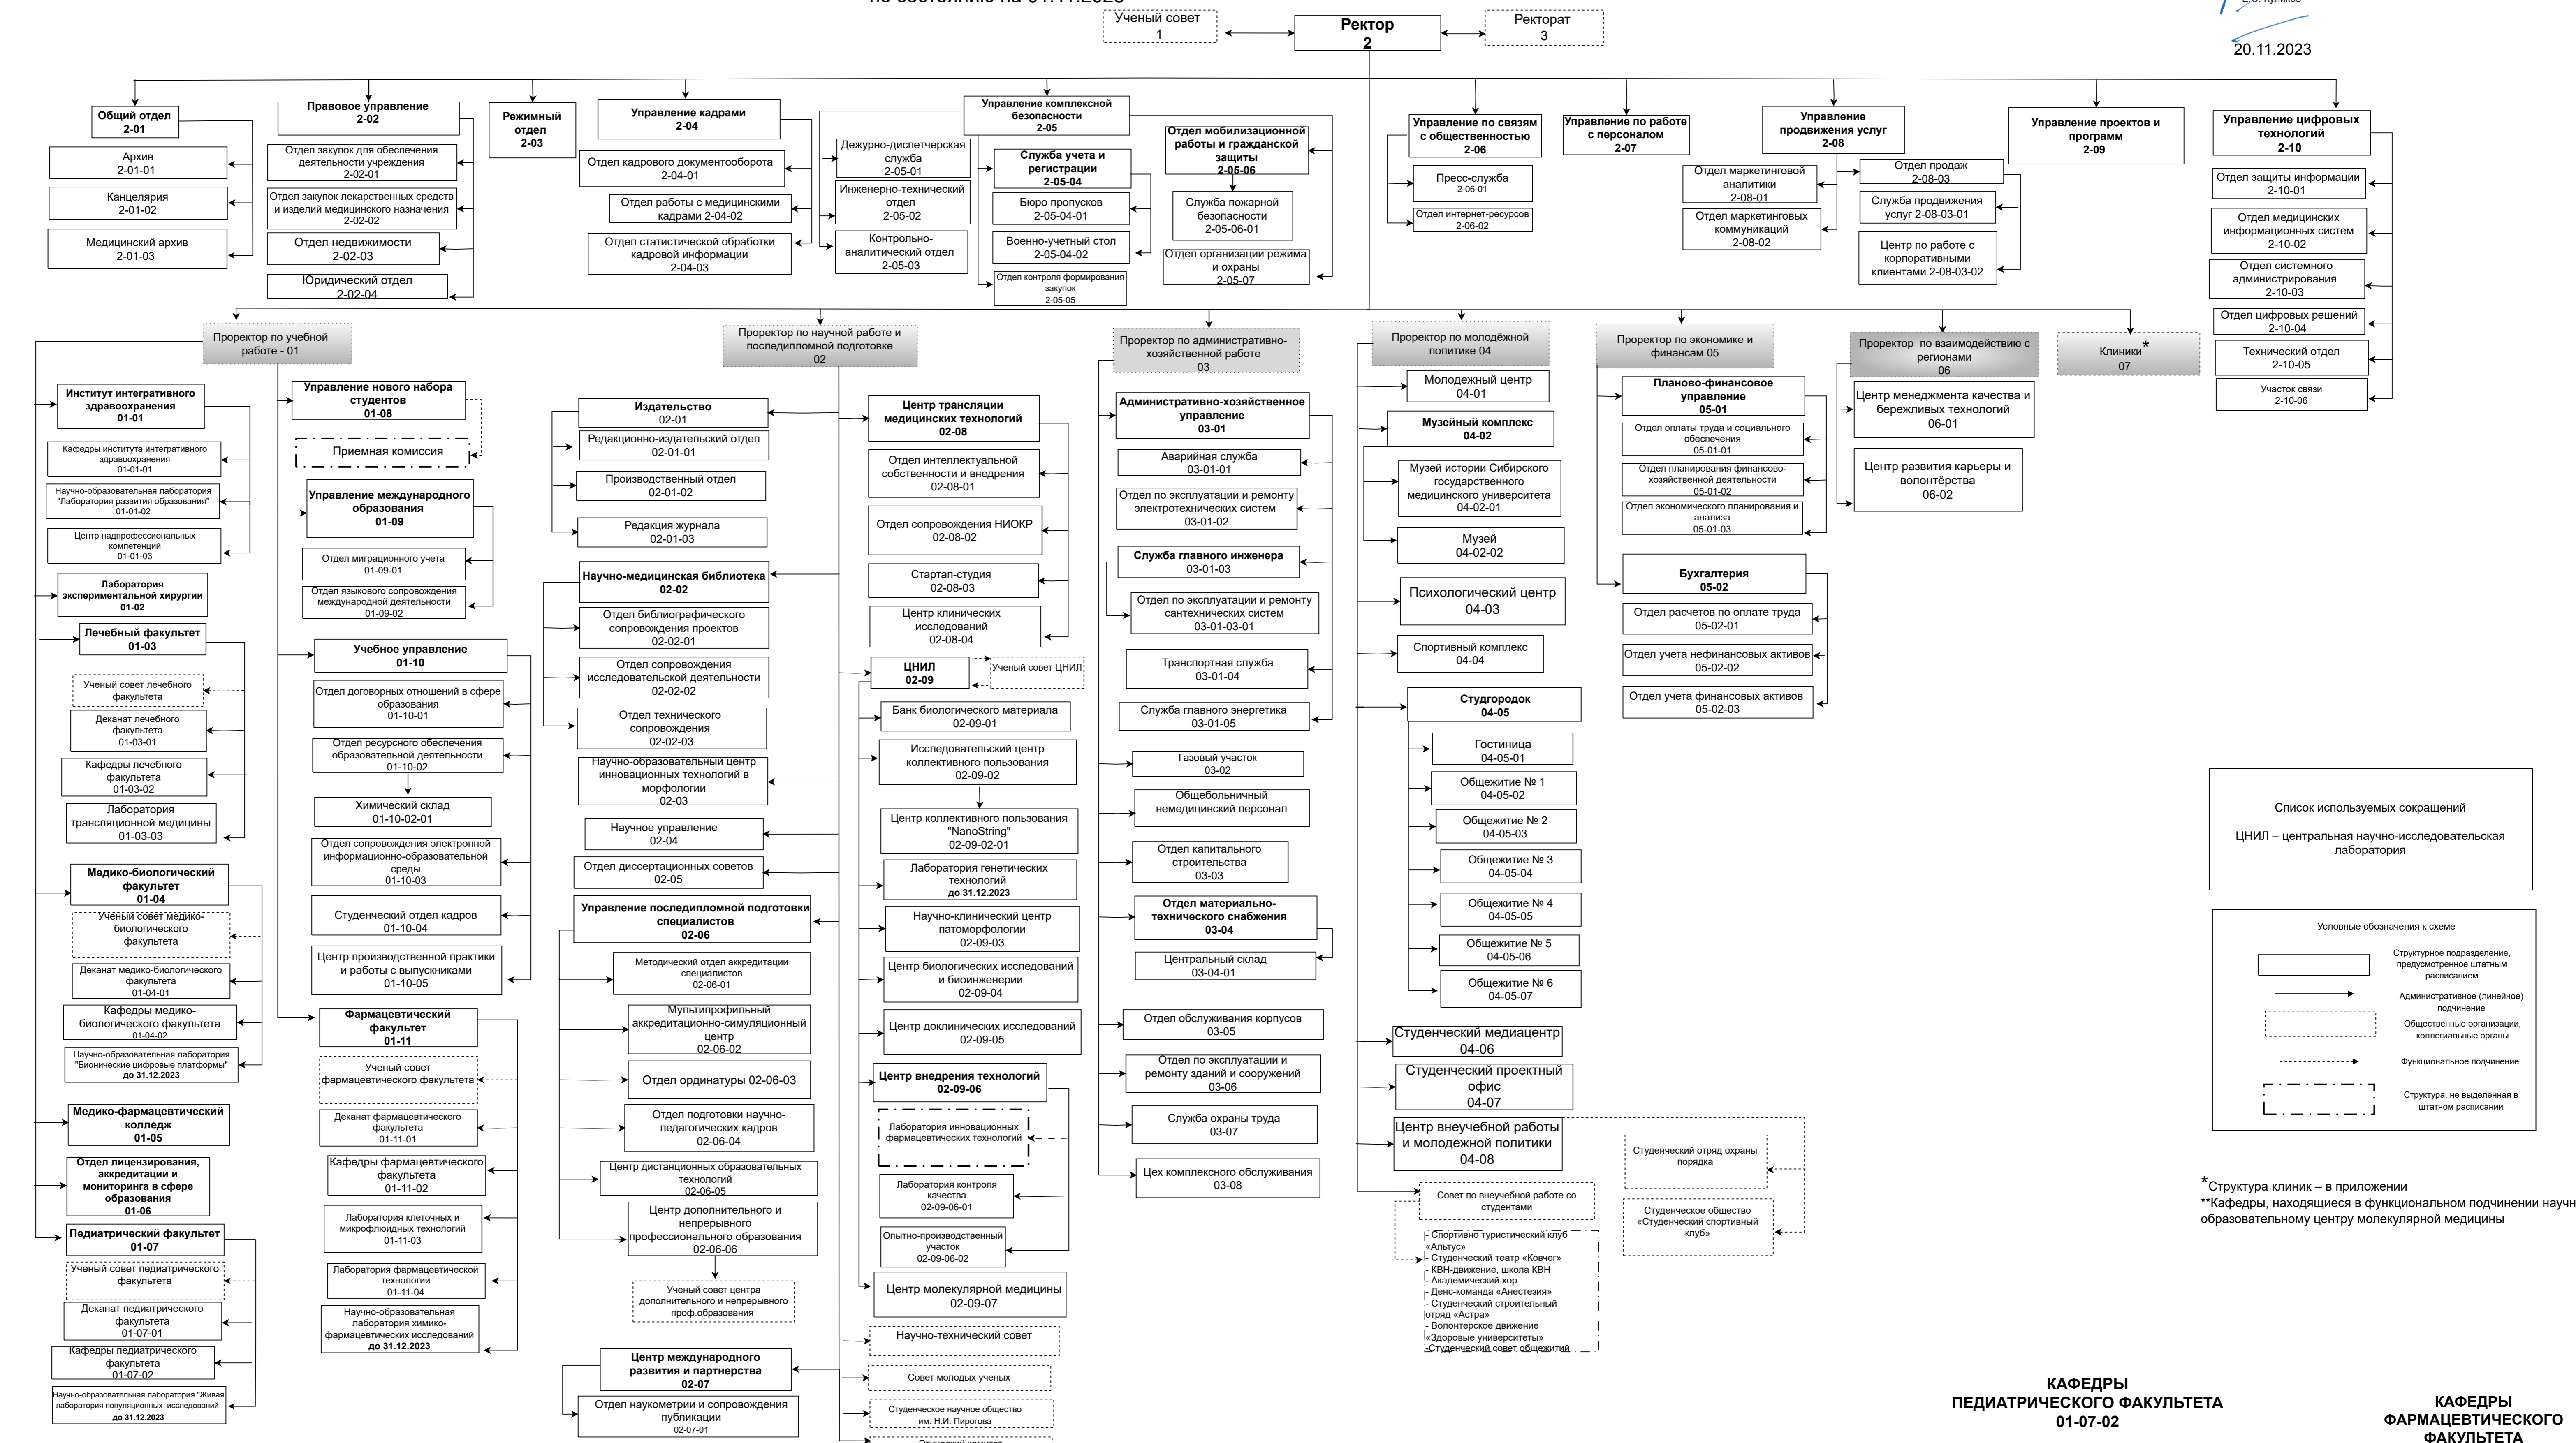 Ученый совет
1
Ректор
2
Ректорат
3
20.11.2023
Общий отдел
2-01
Архив
2-01-01
Канцелярия
2-01-02
Медицинский архив
2-01-03
Правовое управление
2-02
Отдел закупок для обеспечения
деятельности учреждения
2-02-01
Отдел закупок лекарственных средств
и изделий медицинского назначения
2-02-02
Отдел недвижимости
2-02-03
Юридический отдел
2-02-04
Режимный
отдел
2-03
Управление кадрами
2-04
Отдел кадрового документооборота
2-04-01
Отдел работы с медицинскими
кадрами 2-04-02
Отдел статистической обработки
кадровой информации
2-04-03
Управление комплексной
безопасности
2-05
Дежурно-диспетчерская
служба
2-05-01
Инженерно-технический
отдел
2-05-02
Контрольно-
аналитический отдел
2-05-03
Служба учета и
регистрации
2-05-04
Бюро пропусков
2-05-04-01
Военно-учетный стол
2-05-04-02
Отдел контроля формирования
закупок
2-05-05
Отдел мобилизационной
работы и гражданской
защиты
2-05-06
Служба пожарной
безопасности
2-05-06-01
Отдел организации режима
и охраны
2-05-07
Управление по связям
с общественностью
2-06
Пресс-служба
2-06-01
Отдел интернет-ресурсов
2-06-02
Управление по работе
с персоналом
2-07
Управление
продвижения услуг
2-08
Отдел маркетинговой
аналитики
2-08-01
Отдел маркетинговых
коммуникаций
2-08-02
Отдел продаж
2-08-03
Служба продвижения
услуг 2-08-03-01
Центр по работе с
корпоративными
клиентами 2-08-03-02
Управление проектов и
программ
2-09
Управление цифровых
технологий
2-10
Отдел защиты информации
2-10-01
Отдел медицинских
информационных систем
2-10-02
Отдел системного
администрирования
2-10-03
Отдел цифровых решений
2-10-04
Технический отдел
2-10-05
Участок связи
2-10-06
Проректор по учебной
работе - 01
Институт интегративного
здравоохранения
01-01
Кафедры института интегративного
здравоохранения
01-01-01
Научно-образовательная лаборатория
"Лаборатория развития образования"
01-01-02
Центр надпрофессиональных
компетенций
01-01-03
Лаборатория
экспериментальной хирургии
01-02
Лечебный факультет
01-03
Ученый совет лечебного
факультета
Деканат лечебного
факультета
01-03-01
Кафедры лечебного
факультета
01-03-02
Лаборатория
трансляционной медицины
01-03-03
Медико-биологический
факультет
01-04
Ученый совет медико-
биологического
факультета
Деканат медико-биологического
факультета
01-04-01
Кафедры медико-
биологического факультета
01-04-02
Научно-образовательная лаборатория
"Бионические цифровые платформы"
до 31.12.2023
Медико-фармацевтический
колледж
01-05
Отдел лицензирования,
аккредитации и
мониторинга в сфере
образования
01-06
Педиатрический факультет
01-07
Ученый совет педиатрического
факультета
Деканат педиатрического
факультета
01-07-01
Кафедры педиатрического
факультета
01-07-02
Научно-образовательная лаборатория "Живая
лаборатория популяционных исследований
до 31.12.2023
Управление нового набора
студентов
01-08
Приемная комиссия
Управление международного
образования
01-09
Отдел миграционного учета
01-09-01
Отдел языкового сопровождения
международной деятельности
01-09-02
Учебное управление
01-10
Отдел договорных отношений в сфере
образования
01-10-01
Отдел ресурсного обеспечения
образовательной деятельности
01-10-02
Химический склад
01-10-02-01
Отдел сопровождения электронной
информационно-образовательной
среды
01-10-03
Студенческий отдел кадров
01-10-04
Центр производственной практики
и работы с выпускниками
01-10-05
Фармацевтический
факультет
01-11
Ученый совет
фармацевтического факультета
Деканат фармацевтического
факультета
01-11-01
Кафедры фармацевтического
факультета
01-11-02
Лаборатория клеточных и
микрофлюидных технологий
01-11-03
Лаборатория фармацевтической
технологии
01-11-04
Научно-образовательная
лаборатория химико-
фармацевтических исследований
до 31.12.2023
Проректор по научной работе и
последипломной подготовке
02
Издательство
02-01
Редакционно-издательский отдел
02-01-01
Производственный отдел
02-01-02
Редакция журнала
02-01-03
Научно-медицинская библиотека
02-02
Отдел библиографического
сопровождения проектов
02-02-01
Отдел сопровождения
исследовательской деятельности
02-02-02
Отдел технического
сопровождения
02-02-03
Научно-образовательный центр
инновационных технологий в
морфологии
02-03
Научное управление
02-04
Отдел диссертационных советов
02-05
Управление последипломной подготовки
специалистов
02-06
Методический отдел аккредитации
специалистов
02-06-01
Мультипрофильный
аккредитационно-симуляционный
центр
02-06-02
Отдел ординатуры 02-06-03
Отдел подготовки научно-
педагогических кадров
02-06-04
Центр дистанционных образовательных
технологий
02-06-05
Центр дополнительного и
непрерывного
профессионального образования
02-06-06
Ученый совет центра
дополнительного и непрерывного
проф.образования
Центр международного
развития и партнерства
02-07
Отдел наукометрии и сопровождения
публикации
02-07-01
Центр трансляции
медицинских технологий
02-08
Отдел интеллектуальной
собственности и внедрения
02-08-01
Отдел сопровождения НИОКР
02-08-02
Стартап-студия
02-08-03
Центр клинических
исследований
02-08-04
ЦНИЛ
02-09
Ученый совет ЦНИЛ
Банк биологического материала
02-09-01
Исследовательский центр
коллективного пользования
02-09-02
Центр коллективного пользования
"NanoString"
02-09-02-01
Лаборатория генетических
технологий
до 31.12.2023
Научно-клинический центр
патоморфологии
02-09-03
Центр биологических исследований
и биоинженерии
02-09-04
Центр доклинических исследований
02-09-05
Центр внедрения технологий
02-09-06
Лаборатория инновационных
фармацевтических технологий
Лаборатория контроля
качества
02-09-06-01
Опытно-производственный
участок
02-09-06-02
Центр молекулярной медицины
02-09-07
Научно-технический совет
Совет молодых ученых
Студенческое научное общество
им. Н.И. Пирогова
Проректор по административно-
хозяйственной работе
03
Административно-хозяйственное
управление
03-01
Аварийная служба
03-01-01
Отдел по эксплуатации и ремонту
электротехнических систем
03-01-02
Служба главного инженера
03-01-03
Отдел по эксплуатации и ремонту
сантехнических систем
03-01-03-01
Транспортная служба
03-01-04
Служба главного энергетика
03-01-05
Газовый участок
03-02
Общебольничный
немедицинский персонал
Отдел капитального
строительства
03-03
Отдел материально-
технического снабжения
03-04
Центральный склад
03-04-01
Отдел обслуживания корпусов
03-05
Отдел по эксплуатации и
ремонту зданий и сооружений
03-06
Служба охраны труда
03-07
Цех комплексного обслуживания
03-08
Проректор по молодёжной
политике 04
Молодежный центр
04-01
Музейный комплекс
04-02
Музей истории Сибирского
государственного
медицинского университета
04-02-01
Музей
04-02-02
Психологический центр
04-03
Спортивный комплекс
04-04
Студгородок
04-05
Гостиница
04-05-01
Общежитие № 1
04-05-02
Общежитие № 2
04-05-03
Общежитие № 3
04-05-04
Общежитие № 4
04-05-05
Общежитие № 5
04-05-06
Общежитие № 6
04-05-07
Студенческий медиацентр
04-06
Студенческий проектный
офис
04-07
Центр внеучебной работы
и молодежной политики
04-08
Студенческий отряд охраны
порядка
Студенческое общество
«Студенческий спортивный
клуб»
Совет по внеучебной работе со
студентами
- Спортивно туристический клуб
«Альтус»
- Студенческий театр «Ковчег»
- КВН-движение, школа КВН
- Академический хор
- Денс-команда «Анестезия»
- Студенческий строительный
отряд «Астра»
- Волонтерское движение
«Здоровые университеты»
-Студенческий совет общежитий
Проректор по экономике и
финансам 05
Планово-финансовое
управление
05-01
Отдел оплаты труда и социального
обеспечения
05-01-01
Отдел планирования финансово-
хозяйственной деятельности
05-01-02
Отдел экономического планирования и
анализа
05-01-03
Бухгалтерия
05-02
Отдел расчетов по оплате труда
05-02-01
Отдел учета нефинансовых активов
05-02-02
Отдел учета финансовых активов
05-02-03
Проректор по взаимодействию с
регионами
06
Центр менеджмента качества и
бережливых технологий
06-01
Центр развития карьеры и
волонтёрства
06-02
Клиники*
07
Список используемых сокращений
ЦНИЛ – центральная научно-исследовательская
лаборатория
Условные обозначения к схеме
Структурное подразделение,
предусмотренное штатным
расписанием
Административное (линейное)
подчинение
Общественные организации,
коллегиальные органы
Функциональное подчинение
Структура, не выделенная в
штатном расписании
*Структура клиник – в приложении
**Кафедры, находящиеся в функциональном подчинении научн
образовательному центру молекулярной медицины
КАФЕДРЫ
ПЕДИАТРИЧЕСКОГО ФАКУЛЬТЕТА
01-07-02
КАФЕДРЫ
ФАРМАЦЕВТИЧЕСКОГО
ФАКУЛЬТЕТА